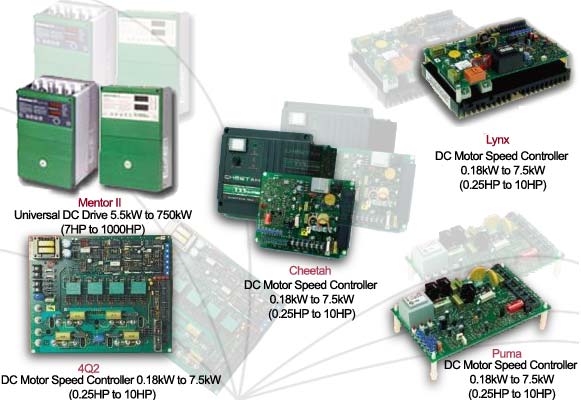 Mentor II
Universal DC Drive 5.5kW to 750kW
(7HP to 1000HP)
Lynx
DC Motor Speed Controller
0.18kW to 7.5kW
(0.25HP to 10HP)
CHEETAH
Cheetah
DC Motor Speed Controller
0.18kW to 7.5kW
(0.25HP to 10HP)
4Q2
DC Motor Speed Controller 0.18kW to 7.5kW
(0.25HP to 10HP)
Puma
DC Motor Speed Controller
0.18kW to 7.5kW
(0.25HP to 10HP)